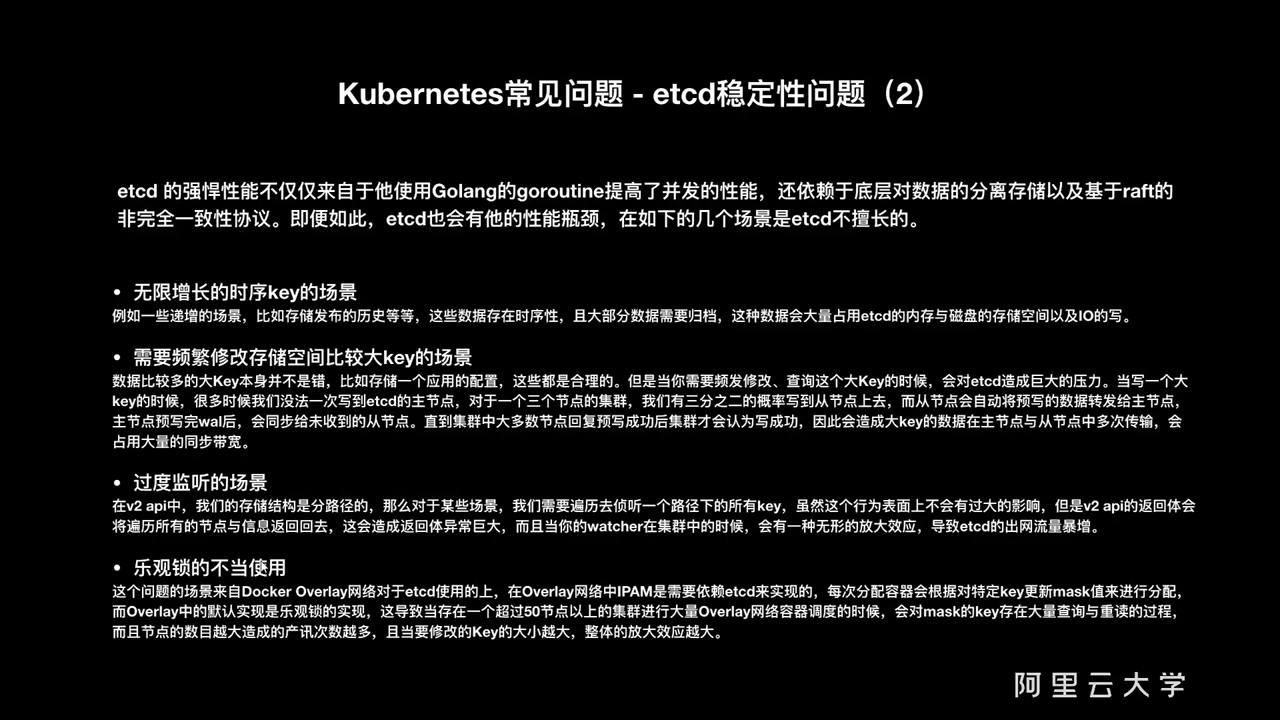 Kubernetes常见问题 - etcd稳定性问题（2）
etcd 的强悍性能不仅仅来自于他使用Golang的goroutine提高了并发的性能，还依赖于底层对数据的分离存储以及基于raft的
非完全一致性协议。即便如此，etcd也会有他的性能瓶颈，在如下的几个场景是etcd不擅长的。
• 无限增长的时序key的场景
例如一些递增的场景，比如存储发布的历史等等，这些数据存在时序性，且大部分数据需要归档，这种数据会大量占用etcd的内存与磁盘的存储空间以及IO的写。
• 需要频繁修改存储空间比较大key的场景
数据比较多的大Key本身并不是错，比如存储一个应用的配置，这些都是合理的。但是当你需要频发修改、查询这个大Key的时候，会对etcd造成巨大的压力。当写一个大
key的时候，很多时候我们没法一次写到etcd的主节点，对于一个三个节点的集群，我们有三分之二的概率写到从节点上去，而从节点会自动将预写的数据转发给主节点，
主节点预写完wal后，会同步给未收到的从节点。直到集群中大多数节点回复预写成功后集群才会认为写成功，因此会造成大key的数据在主节点与从节点中多次传输，会
占用大量的同步带宽。
• 过度监听的场景
在v2 api中，我们的存储结构是分路径的，那么对于某些场景，我们需要遍历去侦听一个路径下的所有key，虽然这个行为表面上不会有过大的影响，但是v2 api的返回体会
将遍历所有的节点与信息返回回去，这会造成返回体异常巨大，而且当你的watcher在集群中的时候，会有一种无形的放大效应，导致etcd的出网流量暴增。
• 乐观锁的不当使用
这个问题的场景来自Docker Overlay网络对于etcd使用的上，在Overlay网络中IPAM是需要依赖etcd来实现的，每次分配容器会根据对特定key更新mask值来进行分配，
而Overlay中的默认实现是乐观锁的实现，这导致当存在一个超过50节点以上的集群进行大量Overlay网络容器调度的时候，会对mask的key存在大量查询与重读的过程，
而且节点的数目越大造成的产讯次数越多，且当要修改的Key的大小越大，整体的放大效应越大。
阿里云大学